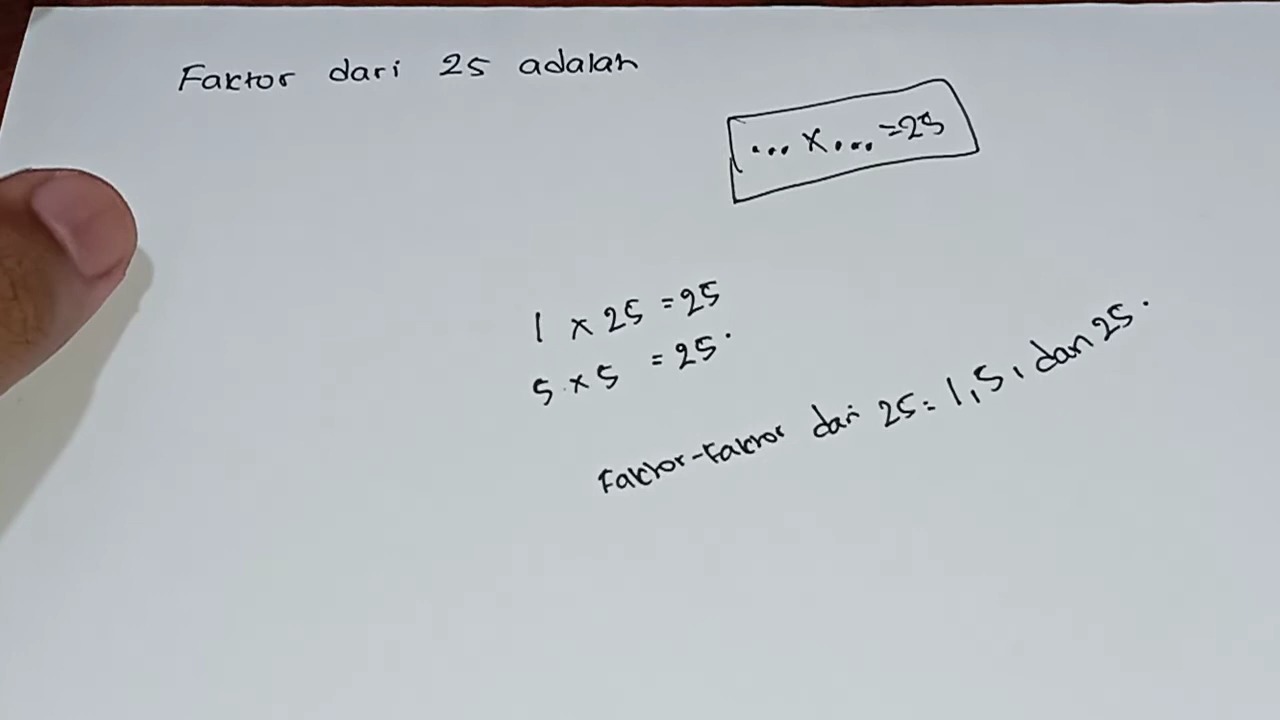 Faktor dari 25 adalah
... x ... = 25
1 x 25 = 25
5 x 5 = 25.
Faktor-Faktor dari 25 = 1, 5, dan 25.